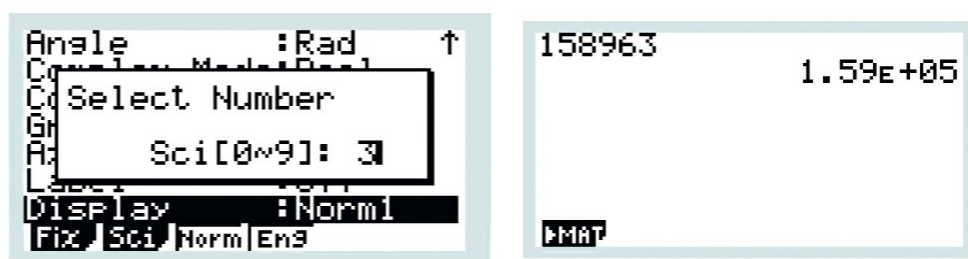 Angle :Rad ↑
Select Number
Sci[0~9]: 3
Display :Norm1
Fix Sci Norm Eng
158963
1.59E+05
▶MAT